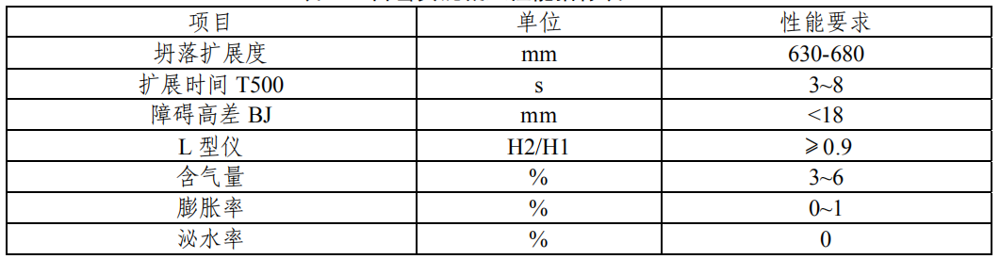 项目 单位 性能要求
坍落扩展度 mm 630-680
扩展时间 T500 s 3~8
障碍高差 BJ mm <18
L 型仪 H2/H1 ≥0.9
含气量 % 3~6
膨胀率 % 0~1
泌水率 % 0